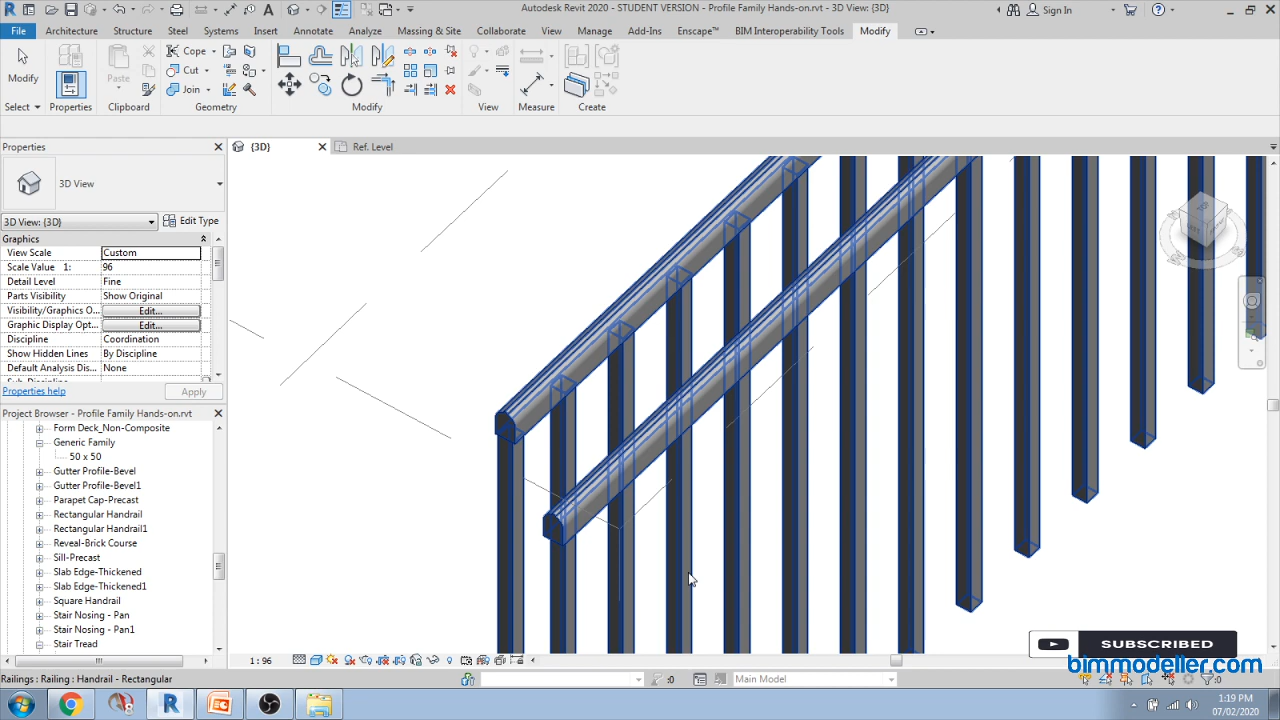 Autodesk Revit 2020 - STUDENT VERSION - Profile Family Hands-on.rvt - 3D View: {3D}
Sign In
File Architecture Structure Steel Systems Insert Annotate Analyze Massing & Site Collaborate View Manage Add-Ins Enscape™ BIM Interoperability Tools Modify
Modify
Paste
Cope
Cut
Join
Select Properties Clipboard Geometry Modify View Measure Create
Properties
{3D}
Ref. Level
3D View
3D View: {3D}
Edit Type
Graphics
View Scale Custom
Scale Value 1: 96
Detail Level Fine
Parts Visibility Show Original
Visibility/Graphics O... Edit...
Graphic Display Opt... Edit...
Discipline Coordination
Show Hidden Lines By Discipline
Default Analysis Dis... None
Properties help
Apply
Project Browser - Profile Family Hands-on.rvt
Form Deck_Non-Composite
Generic Family
50 x 50
Gutter Profile-Bevel
Gutter Profile-Bevel1
Parapet Cap-Precast
Rectangular Handrail
Rectangular Handrail1
Reveal-Brick Course
Sill-Precast
Slab Edge-Thickened
Slab Edge-Thickened1
Square Handrail
Stair Nosing - Pan
Stair Nosing - Pan1
Stair Tread
1 : 96
SUBSCRIBED
bimmodeller.com
Railings : Railing : Handrail - Rectangular
:0
Main Model
:0
1:19 PM
07/02/2020